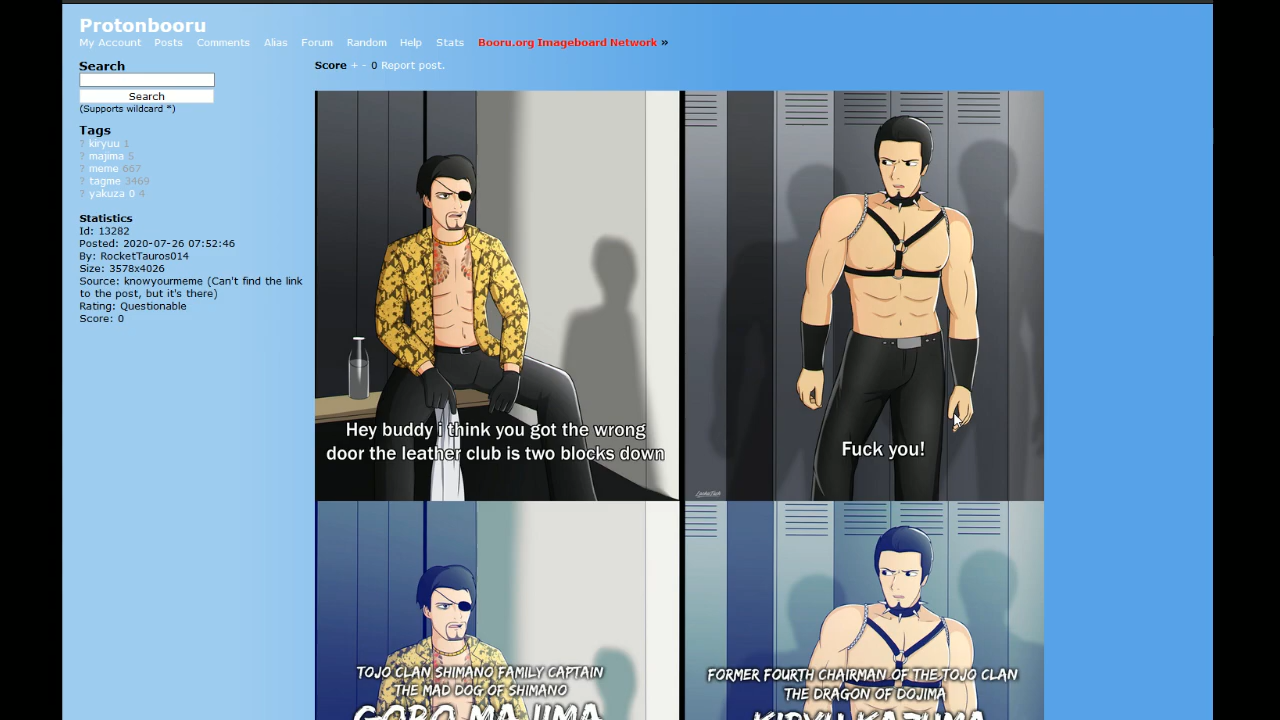 Protonbooru
My Account Posts Comments Alias Forum Random Help Stats Booru.org Imageboard Network »
Search
Score + - 0 Report post.
Search
(Supports wildcard *)
Tags
? kiryuu 1
? majima 5
? meme 667
? tagme 3469
? yakuza 0 4
Statistics
Id: 13282
Posted: 2020-07-26 07:52:46
By: RocketTauros014
Size: 3578x4026
Source: knowyourmeme (Can't find the link
to the post, but it's there)
Rating: Questionable
Score: 0
Hey buddy i think you got the wrong
door the leather club is two blocks down
Fuck you!
TOJO CLAN SHIMANO FAMILY CAPTAIN
THE MAD DOG OF SHIMANO
GORO MAJIMA
FORMER FOURTH CHAIRMAN OF THE TOJO CLAN
THE DRAGON OF DOJIMA
KIRYU KAZUMA